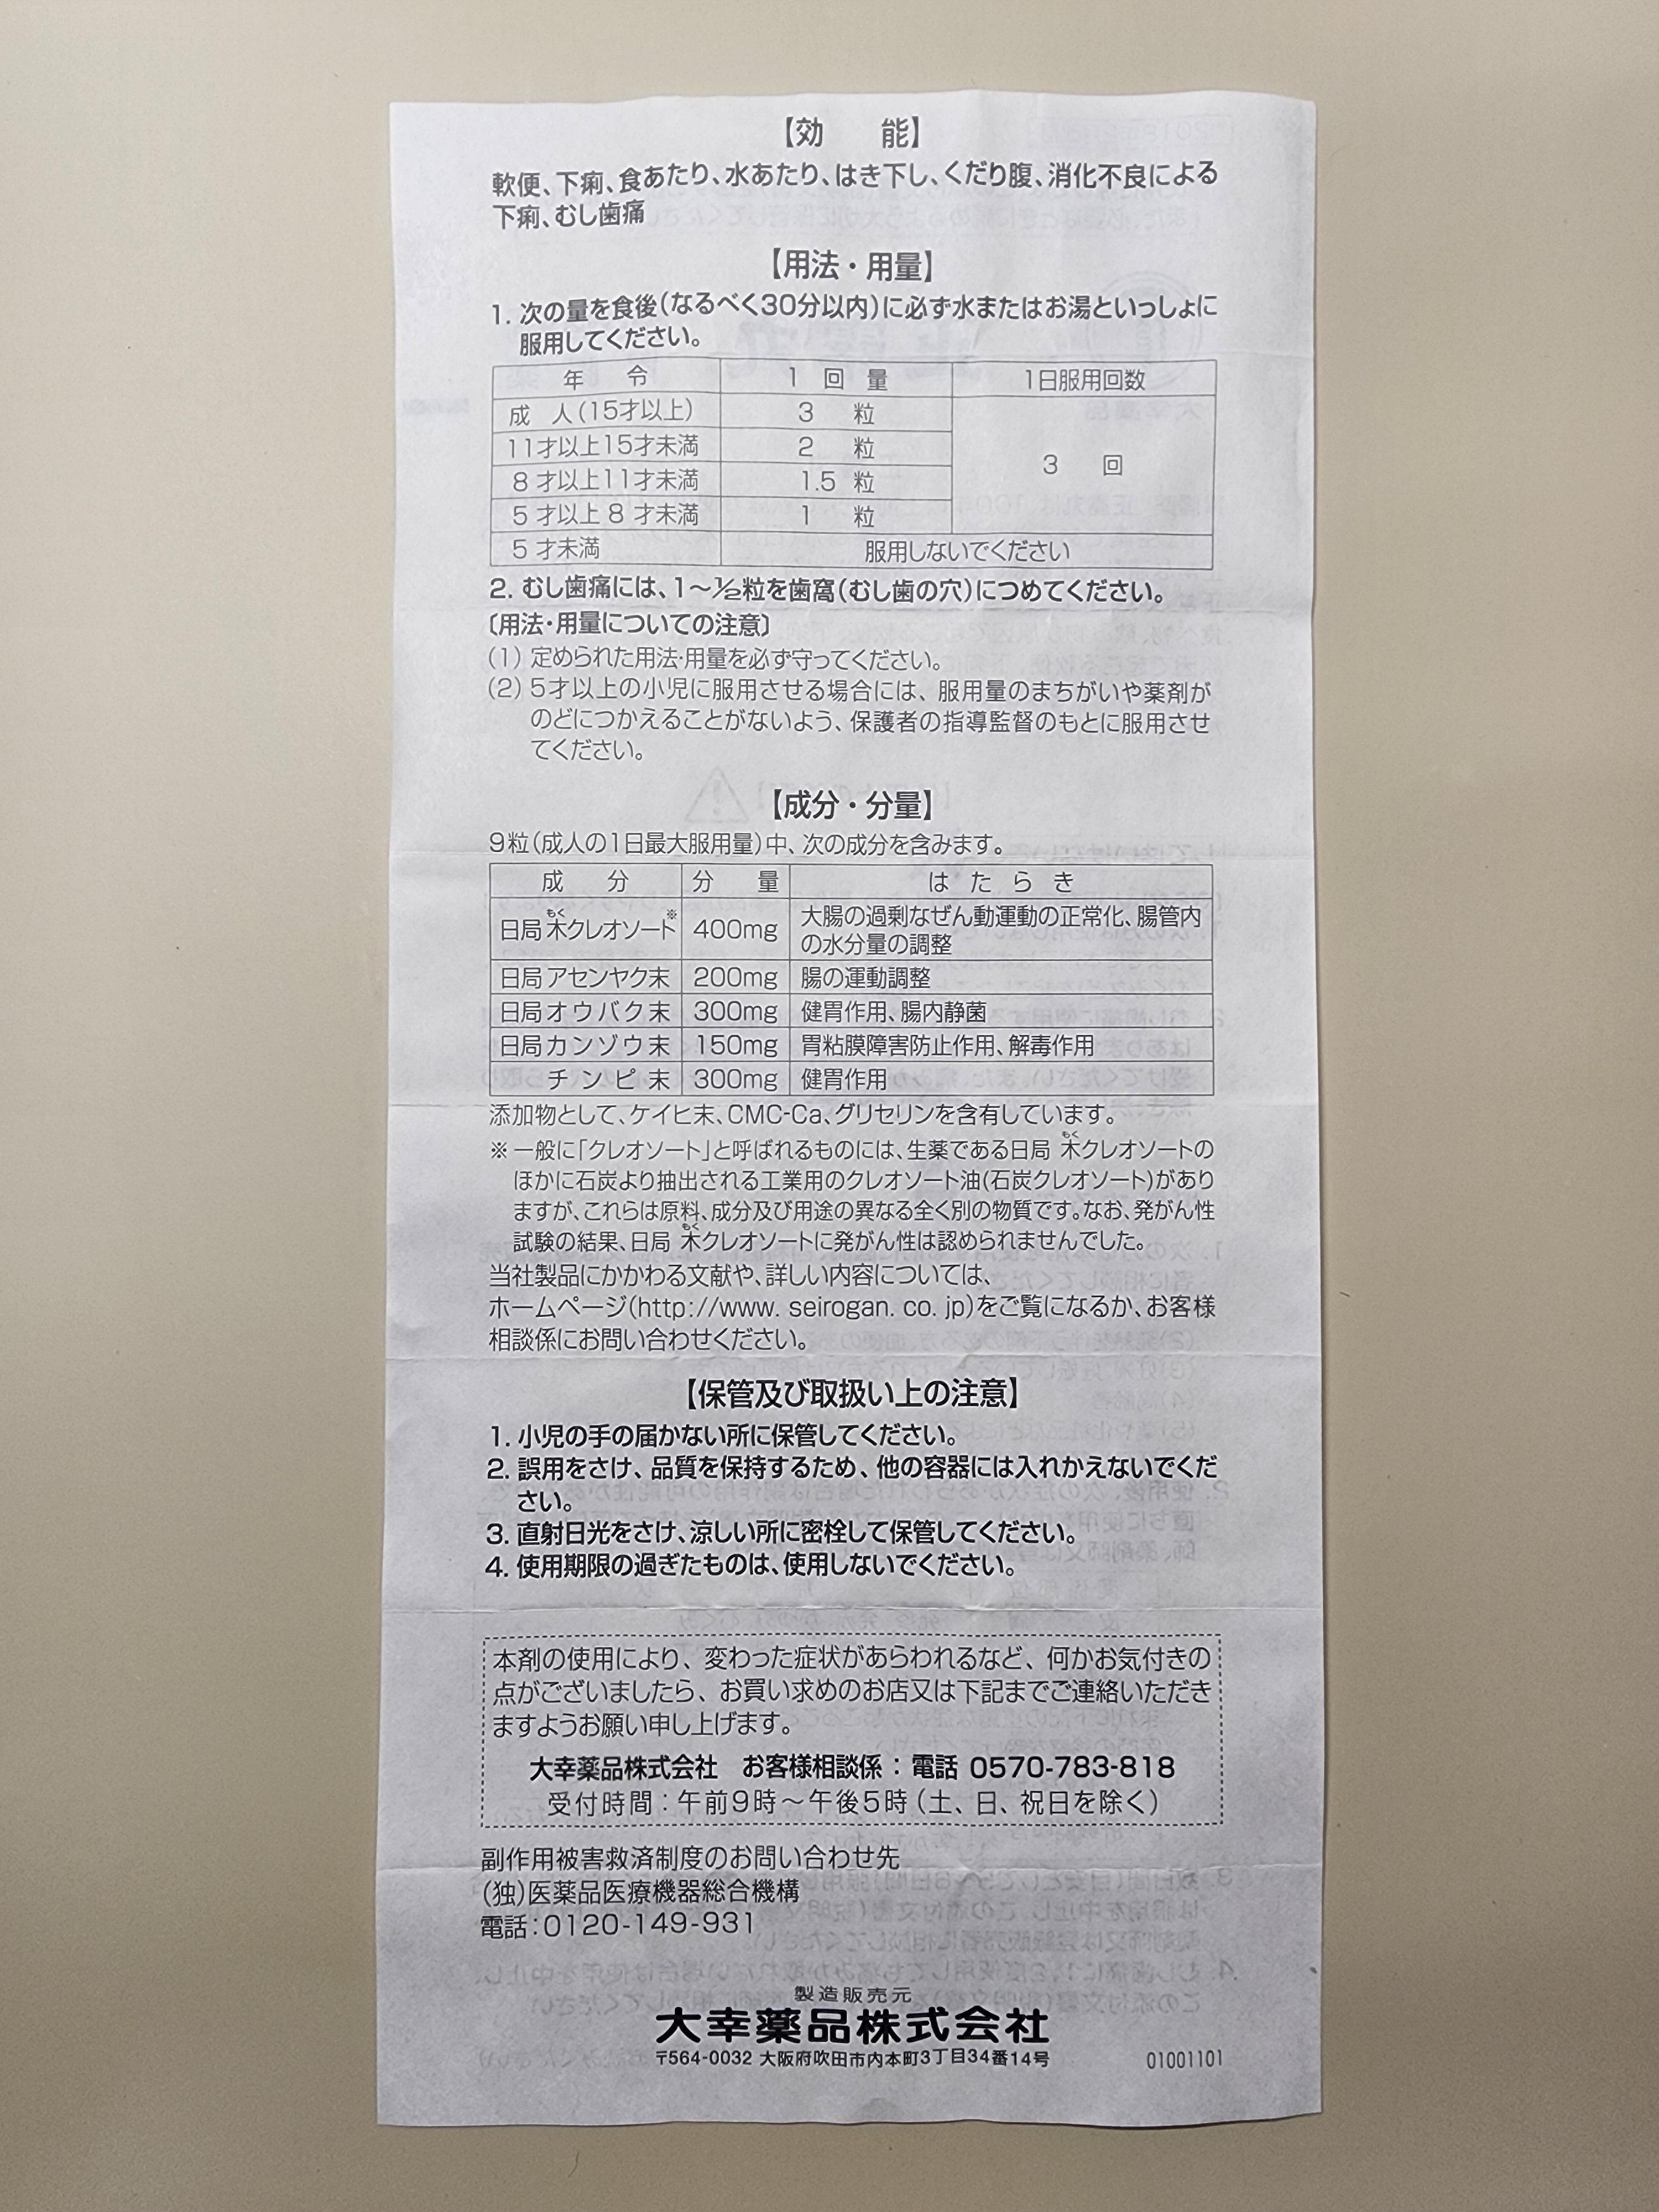 【効　能】
軟便、下痢、食あたり、水あたり、はき下し、くだり腹、消化不良による
下痢、むし歯痛
【用法・用量】
1. 次の量を食後(なるべく30分以内)に必ず水またはお湯といっしょに
服用してください。
年　令 1　回　量 1日服用回数
成　人(15才以上) 3　粒
11才以上15才未満 2　粒
3　回
8才以上11才未満 1.5 粒
5才以上8才未満 1　粒
5才未満 服用しないでください
2. むし歯痛には、1～½粒を歯窩(むし歯の穴)につめてください。
〔用法・用量についての注意〕
(1) 定められた用法・用量を必ず守ってください。
(2) 5才以上の小児に服用させる場合には、服用量のまちがいや薬剤が
のどにつかえることがないよう、保護者の指導監督のもとに服用させ
てください。
【成分・分量】
9粒(成人の1日最大服用量)中、次の成分を含みます。
成　分 分　量 は た ら き
もく ※
日局 木クレオソート 400mg 大腸の過剰なぜん動運動の正常化、腸管内
の水分量の調整
日局 アセンヤク末 200mg 腸の運動調整
日局 オウバク末 300mg 健胃作用、腸内静菌
日局 カンゾウ末 150mg 胃粘膜障害防止作用、解毒作用
チンピ末 300mg 健胃作用
添加物として、ケイヒ末、CMC-Ca、グリセリンを含有しています。
もく
※ 一般に「クレオソート」と呼ばれるものには、生薬である日局 木クレオソートの
ほかに石炭より抽出される工業用のクレオソート油(石炭クレオソート)があり
ますが、これらは原料、成分及び用途の異なる全く別の物質です。なお、発がん性
もく
試験の結果、日局 木クレオソートに発がん性は認められませんでした。
当社製品にかかわる文献や、詳しい内容については、
ホームページ(http://www. seirogan. co. jp)をご覧になるか、お客様
相談係にお問い合わせください。
【保管及び取扱い上の注意】
1. 小児の手の届かない所に保管してください。
2. 誤用をさけ、品質を保持するため、他の容器には入れかえないでくだ
さい。
3. 直射日光をさけ、涼しい所に密栓して保管してください。
4. 使用期限の過ぎたものは、使用しないでください。
本剤の使用により、変わった症状があらわれるなど、何かお気付きの
点がございましたら、お買い求めのお店又は下記までご連絡いただき
ますようお願い申し上げます。
大幸薬品株式会社　お客様相談係：電話 0570-783-818
受付時間：午前9時～午後5時(土、日、祝日を除く)
副作用被害救済制度のお問い合わせ先
(独)医薬品医療機器総合機構
電話:0120-149-931
製造販売元
大幸薬品株式会社
〒564-0032 大阪府吹田市内本町3丁目34番14号
01001101